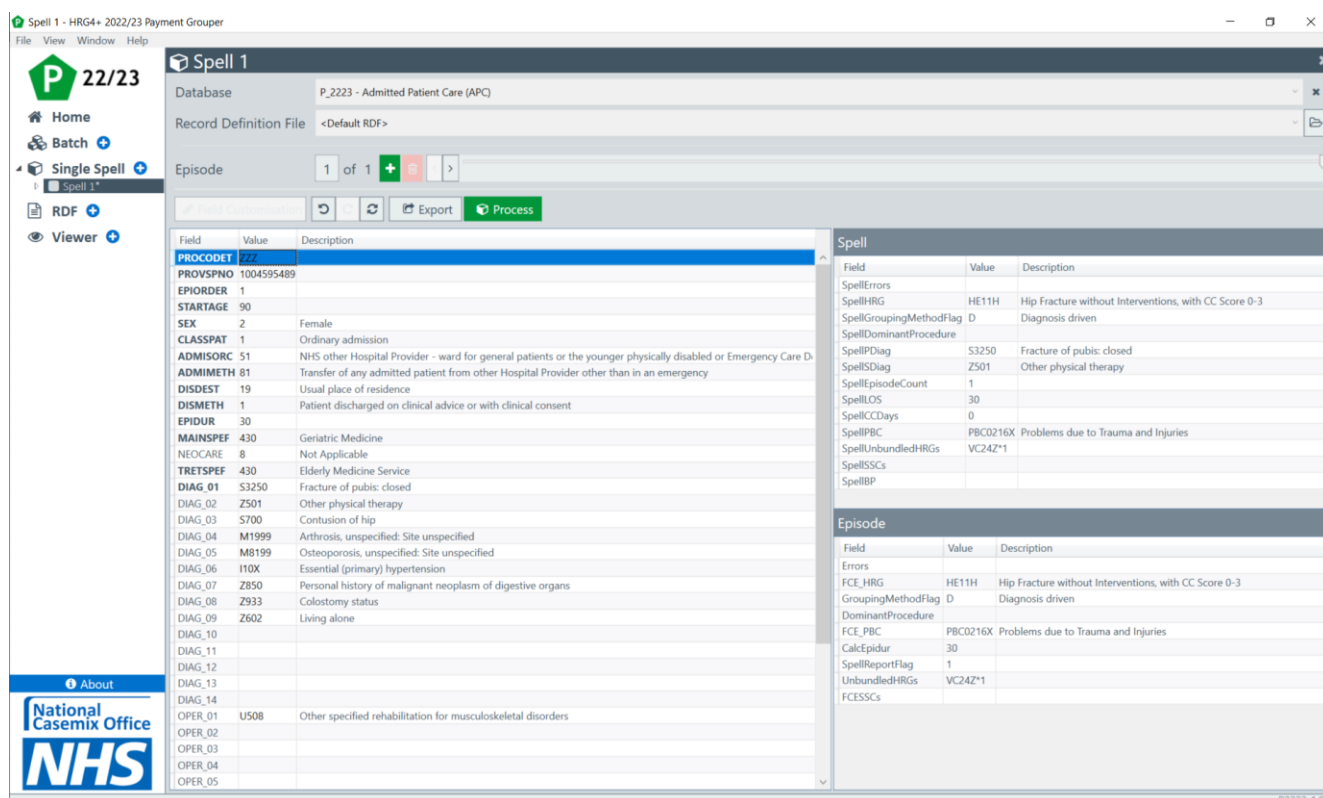 Spell 1 - HRG4+ 2022/23 Payment Grouper
File View Window Help
P 22/23
Home
Batch
Single Spell
Spell 1*
RDF
Viewer
Spell 1
Database P_2223 - Admitted Patient Care (APC)
Record Definition File <Default RDF>
Episode 1 of 1
Export Process
Field Value Description
PROCODET ZZZ
PROVSPNO 1004595489
EPIORDER 1
STARTAGE 90
SEX 2 Female
CLASSPAT 1 Ordinary admission
ADMISORC 51 NHS other Hospital Provider - ward for general patients or the younger physically disabled or Emergency Care D
ADMIMETH 81 Transfer of any admitted patient from other Hospital Provider other than in an emergency
DISDEST 19 Usual place of residence
DISMETH 1 Patient discharged on clinical advice or with clinical consent
EPIDUR 30
MAINSPEF 430 Geriatric Medicine
NEOCARE 8 Not Applicable
TRETSPEF 430 Elderly Medicine Service
DIAG_01 S3250 Fracture of pubis: closed
DIAG_02 Z501 Other physical therapy
DIAG_03 S700 Contusion of hip
DIAG_04 M1999 Arthrosis, unspecified: Site unspecified
DIAG_05 M8199 Osteoporosis, unspecified: Site unspecified
DIAG_06 I10X Essential (primary) hypertension
DIAG_07 Z850 Personal history of malignant neoplasm of digestive organs
DIAG_08 Z933 Colostomy status
DIAG_09 Z602 Living alone
DIAG_10
DIAG_11
DIAG_12
DIAG_13
DIAG_14
OPER_01 U508 Other specified rehabilitation for musculoskeletal disorders
OPER_02
OPER_03
OPER_04
OPER_05
Spell
Field Value Description
SpellErrors
SpellHRG HE11H Hip Fracture without Interventions, with CC Score 0-3
SpellGroupingMethodFlag D Diagnosis driven
SpellDominantProcedure
SpellPDiag S3250 Fracture of pubis: closed
SpellSDiag Z501 Other physical therapy
SpellEpisodeCount 1
SpellLOS 30
SpellCCDays 0
SpellPBC PBC0216X Problems due to Trauma and Injuries
SpellUnbundledHRGs VC24Z*1
SpellSSCs
SpellBP
Episode
Field Value Description
Errors
FCE_HRG HE11H Hip Fracture without Interventions, with CC Score 0-3
GroupingMethodFlag D Diagnosis driven
DominantProcedure
FCE_PBC PBC0216X Problems due to Trauma and Injuries
CalcEpidur 30
SpellReportFlag 1
UnbundledHRGs VC24Z*1
FCESSCs
About
National
Casemix Office
NHS